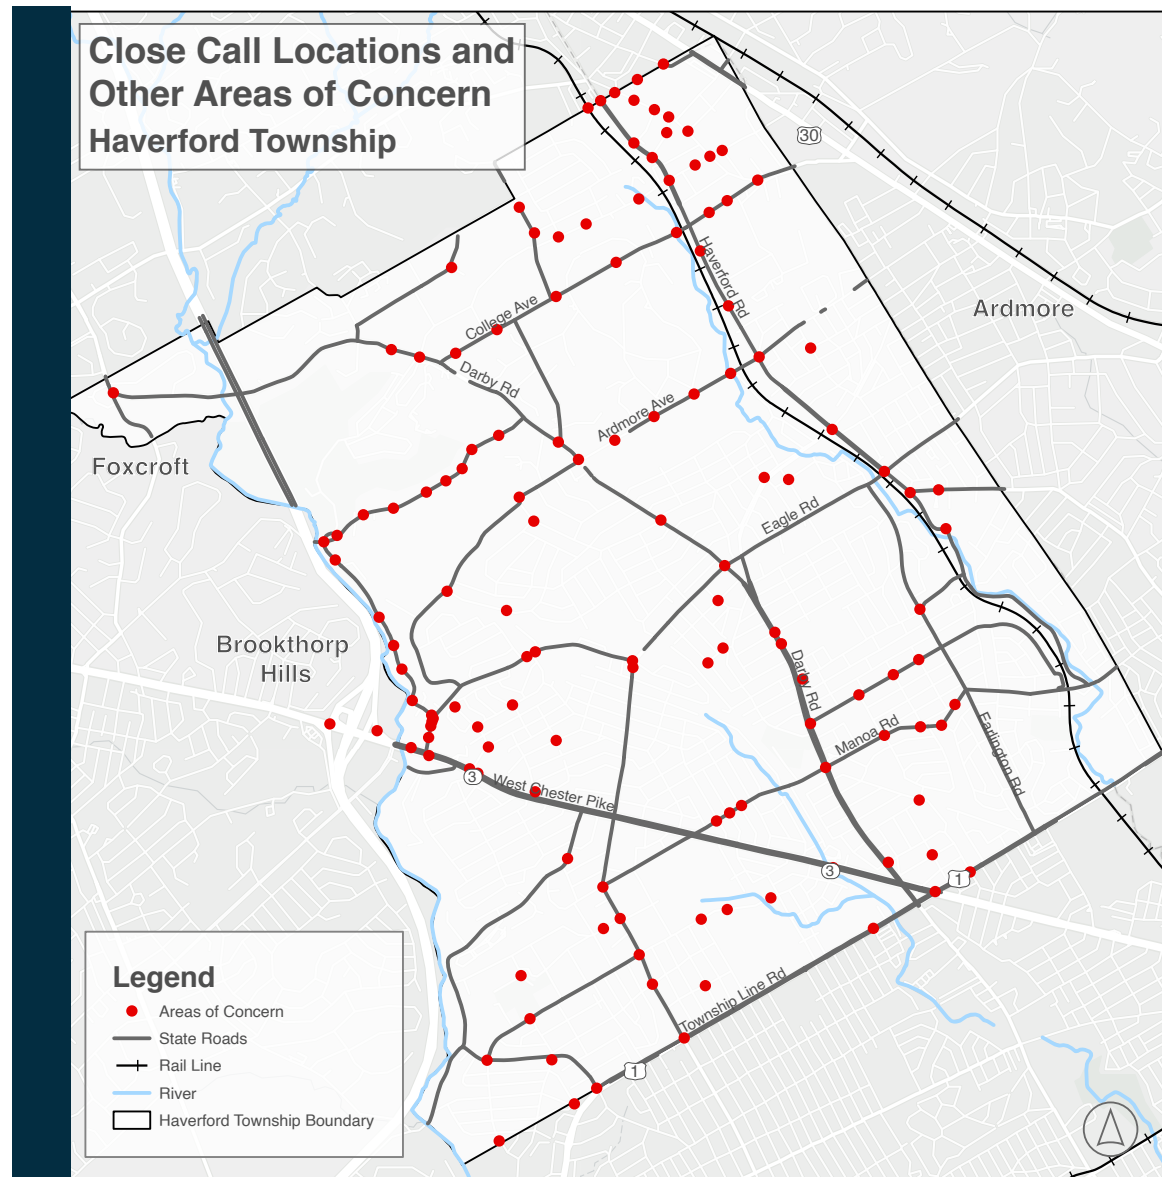 Close Call Locations and
Other Areas of Concern
Haverford Township
30
Haverford Rd
Ardmore
College Ave
Darby Rd
Ardmore Ave
Foxcroft
Eagle Rd
Brookthorp
Hills
Darby Rd
Manoa Rd
Earlington Rd
3
West Chester Pike
3
1
Township Line Rd
1
Legend
Areas of Concern
State Roads
Rail Line
River
Haverford Township Boundary